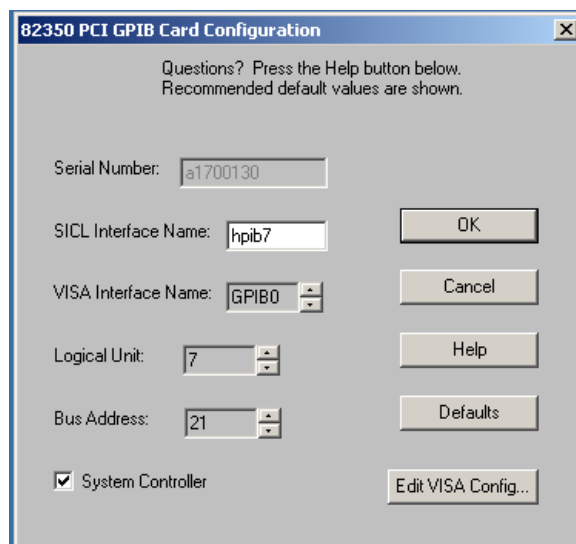 82350 PCI GPIB Card Configuration
Questions? Press the Help button below.
Recommended default values are shown.
Serial Number: a1700130
SICL Interface Name: hpib7
OK
VISA Interface Name: GPIB0
Cancel
Logical Unit: 7
Help
Bus Address: 21
Defaults
System Controller
Edit VISA Config...